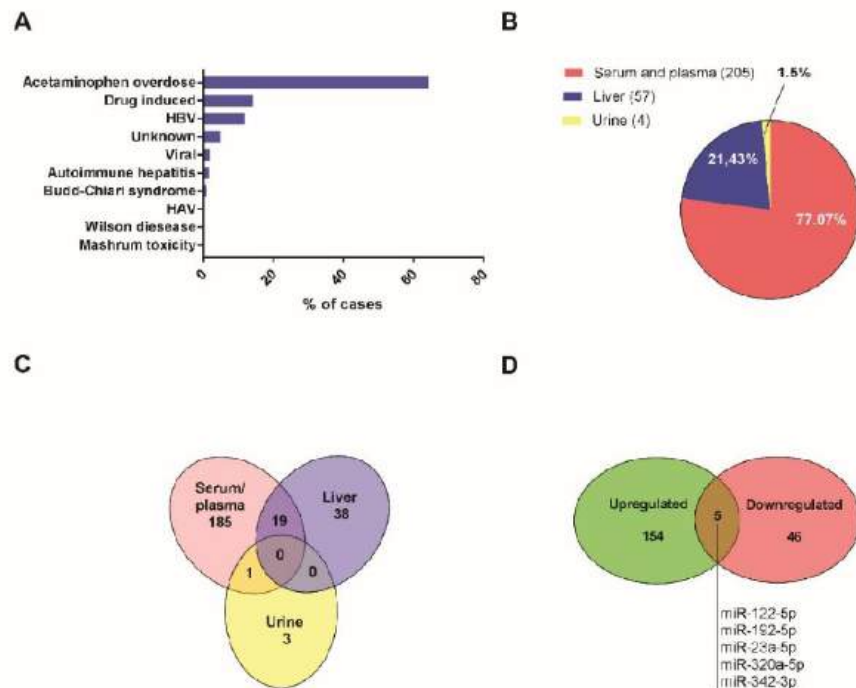 A
Acetaminophen overdose
Drug induced
HBV
Unknown
Viral
Autoimmune hepatitis
Budd-Chiari syndrome
HAV
Wilson diesease
Mashrum toxicity
0
20
40
60
80
% of cases
B
Serum and plasma (205)
Liver (57)
Urine (4)
1.5%
21,43%
77.07%
C
Serum/
plasma
185
Liver
38
19
0
1
0
Urine
3
D
Upregulated
154
5
Downregulated
46
miR-122-5p
miR-192-5p
miR-23a-5p
miR-320a-5p
miR-342-3p